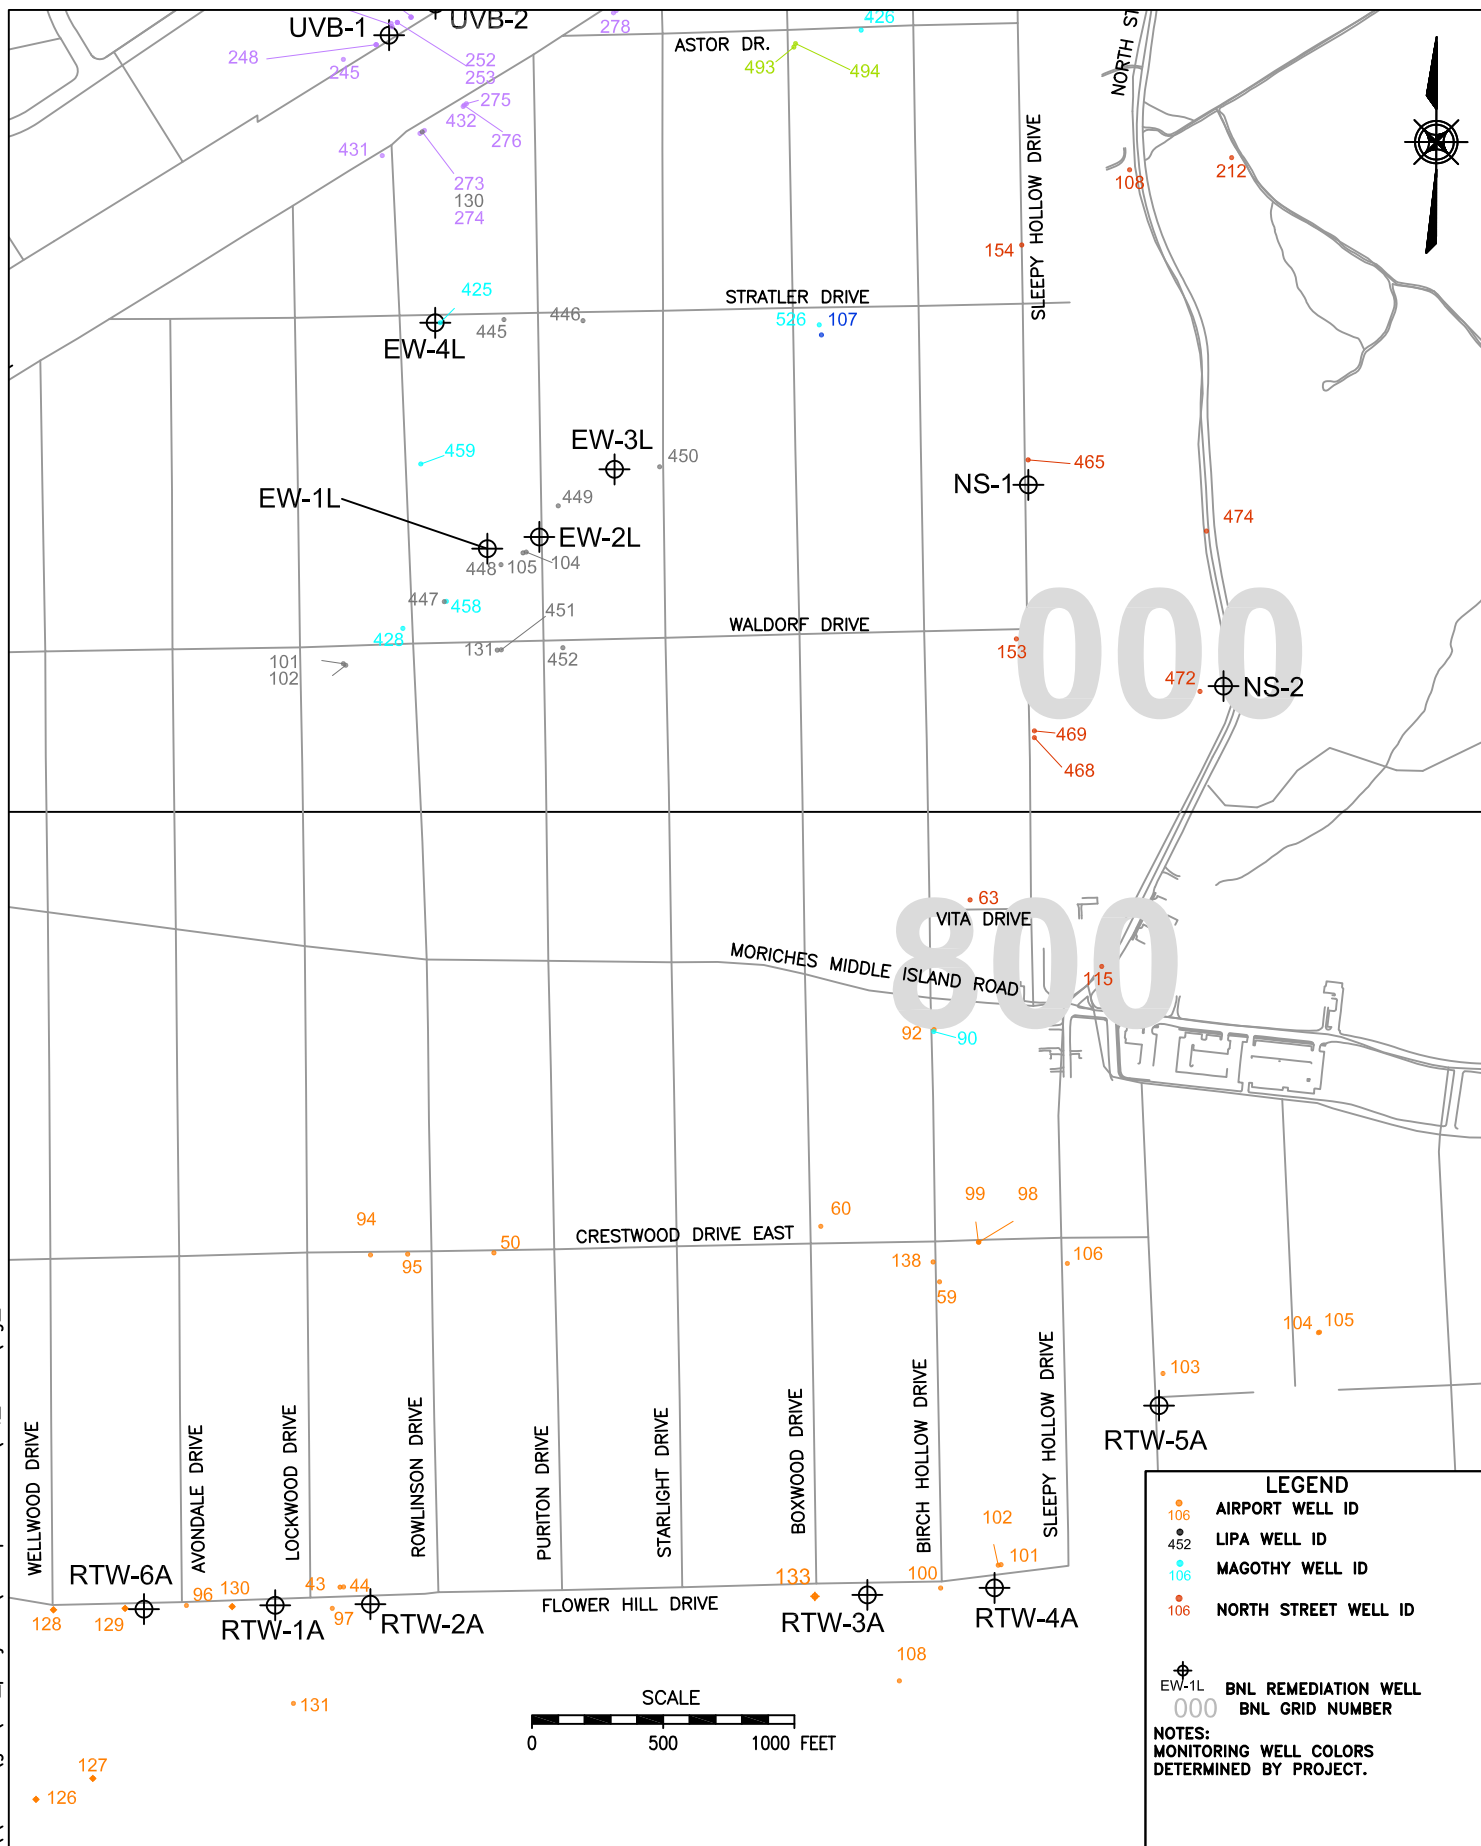 UVB-1
UVB-2
278
426
248
245
252
253
ASTOR DR.
493
494
NORTH ST
275
432
276
431
273
130
274
108
212
154
SLEEPY HOLLOW DRIVE
425
445
446
EW-4L
STRATLER DRIVE
526
107
459
EW-3L
450
EW-1L
449
EW-2L
448
105
104
NS-1
465
474
447
458
451
428
131
452
101
102
WALDORF DRIVE
153
000
472
NS-2
469
468
63
VITA DRIVE
800
MORICHES MIDDLE ISLAND ROAD
115
92
90
94
95
50
CRESTWOOD DRIVE EAST
60
99
98
138
59
106
104
105
103
RTW-5A
WELLWOOD DRIVE
AVONDALE DRIVE
LOCKWOOD DRIVE
ROWLINSON DRIVE
PURITON DRIVE
STARLIGHT DRIVE
BOXWOOD DRIVE
BIRCH HOLLOW DRIVE
SLEEPY HOLLOW DRIVE
RTW-6A
128
129
96
130
43
44
97
RTW-1A
RTW-2A
FLOWER HILL DRIVE
133
RTW-3A
100
102
101
RTW-4A
108
131
127
126
SCALE
0
500
1000 FEET
LEGEND
106
AIRPORT WELL ID
452
LIPA WELL ID
106
MAGOTHY WELL ID
106
NORTH STREET WELL ID
EW-1L
BNL REMEDIATION WELL
000
BNL GRID NUMBER
NOTES:
MONITORING WELL COLORS
DETERMINED BY PROJECT.